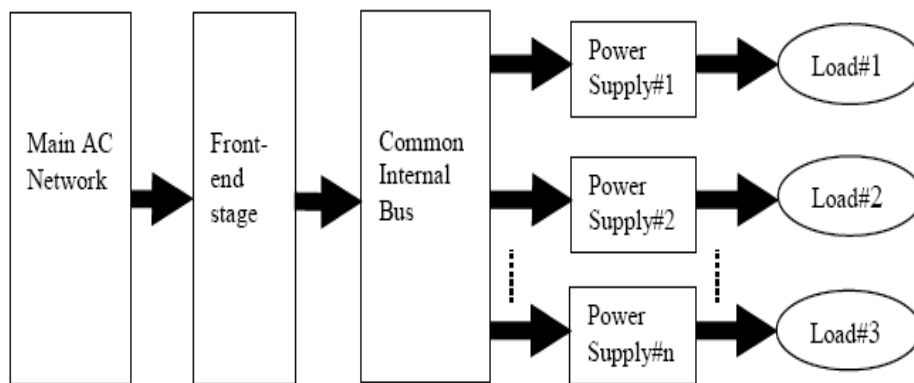 Main AC
Network
Front-
end
stage
Common
Internal
Bus
Power
Supply#1
Load#1
Power
Supply#2
Load#2
Power
Supply#n
Load#3